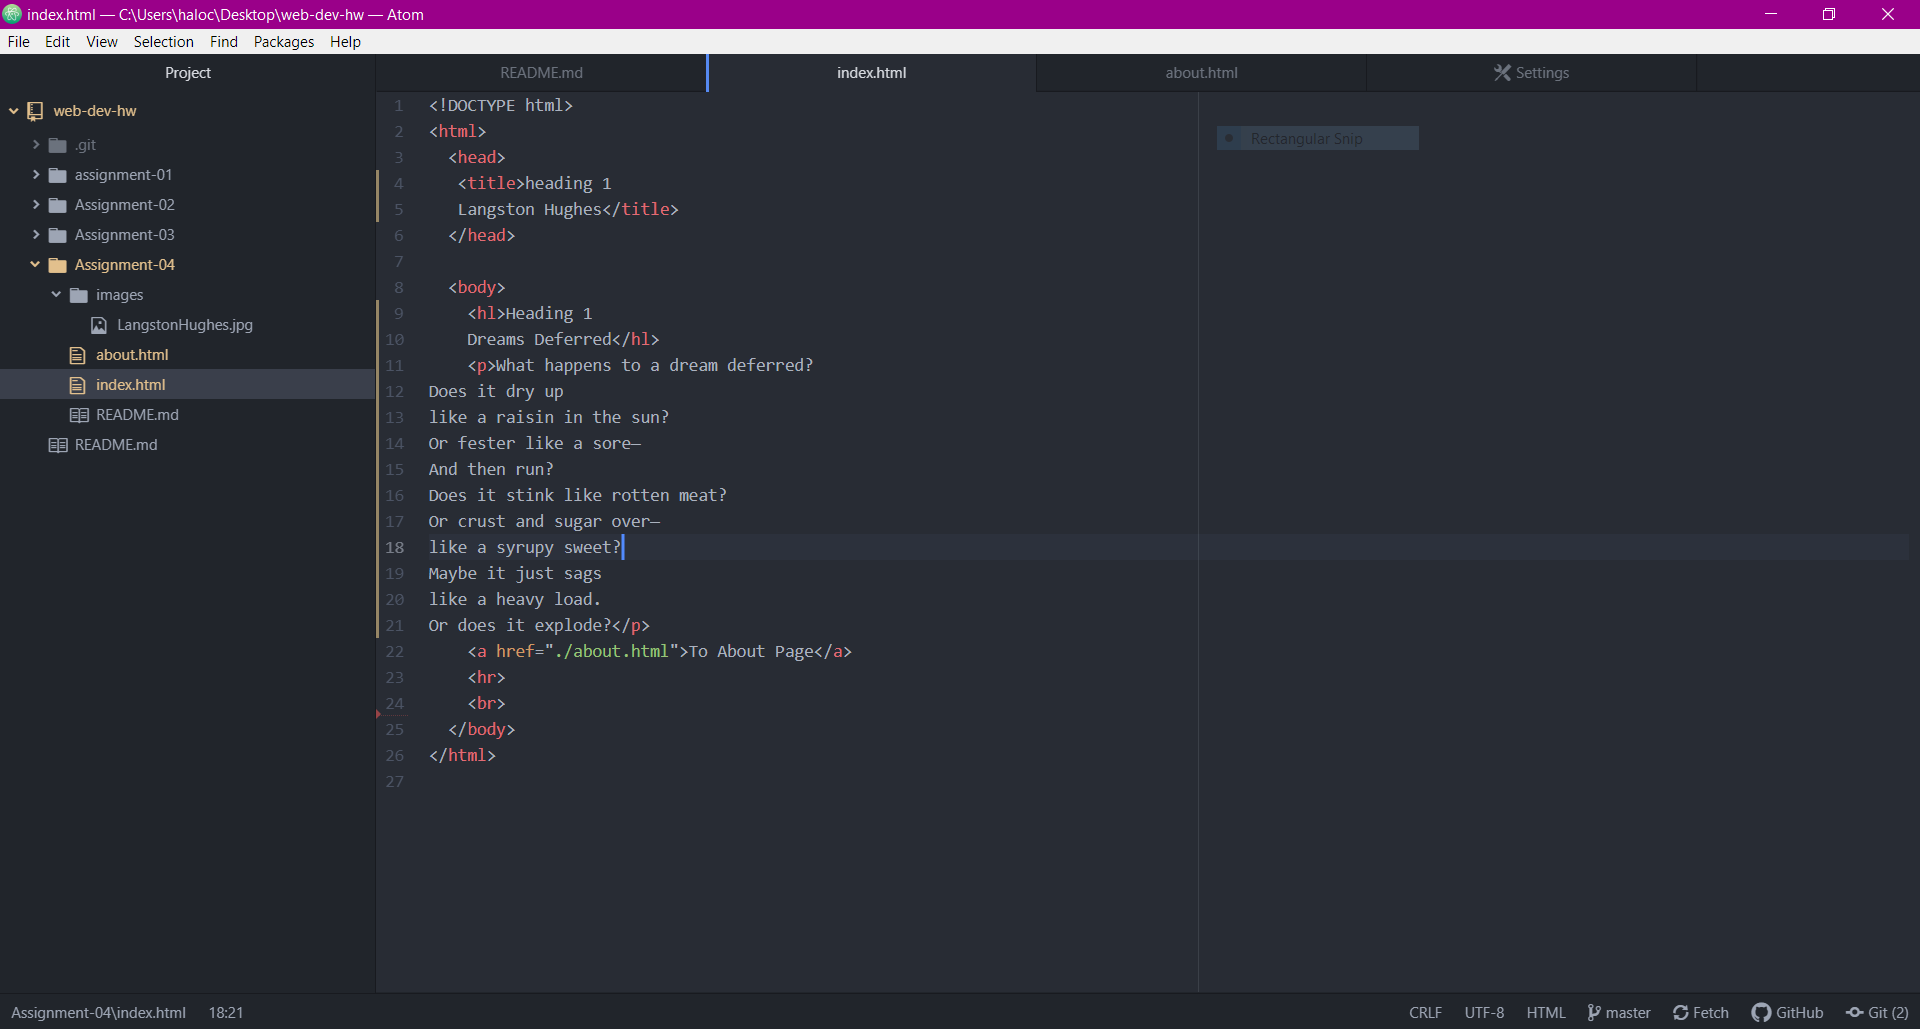 index.html — C:\Users\haloc\Desktop\web-dev-hw — Atom
File Edit View Selection Find Packages Help
Project
web-dev-hw
.git
assignment-01
Assignment-02
Assignment-03
Assignment-04
images
LangstonHughes.jpg
about.html
index.html
README.md
README.md
README.md index.html about.html Settings
1 <!DOCTYPE html>
2 <html>
3 <head>
4 <title>heading 1
5 Langston Hughes</title>
6 </head>
7
8 <body>
9 <hl>Heading 1
10 Dreams Deferred</hl>
11 <p>What happens to a dream deferred?
12 Does it dry up
13 like a raisin in the sun?
14 Or fester like a sore—
15 And then run?
16 Does it stink like rotten meat?
17 Or crust and sugar over—
18 like a syrupy sweet?
19 Maybe it just sags
20 like a heavy load.
21 Or does it explode?</p>
22 <a href="./about.html">To About Page</a>
23 <hr>
24 <br>
25 </body>
26 </html>
27
Rectangular Snip
Assignment-04\index.html 18:21 CRLF UTF-8 HTML master Fetch GitHub Git (2)